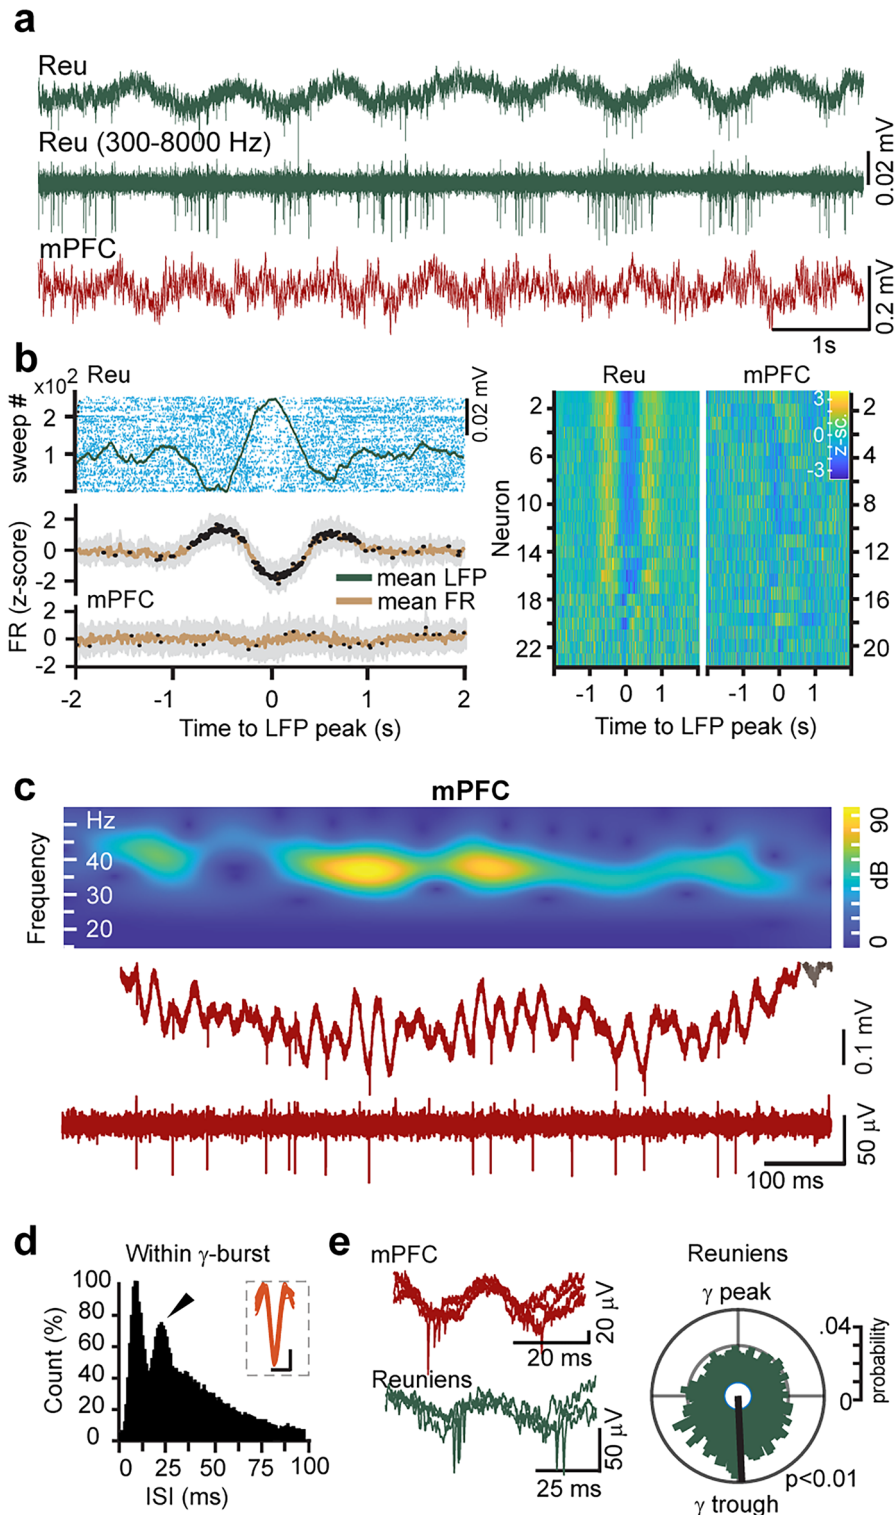 a
Reu
Reu (300-8000 Hz)
0.02 mV
mPFC
0.2 mV
1s
b
x10²
Reu
0.02 mV
sweep #
2
1
FR (z-score)
2
0
-2
mean LFP
mean FR
mPFC
2
0
-2
-2 -1 0 1 2
Time to LFP peak (s)
Reu mPFC
Neuron
2
6
10
14
18
22
3
0
-3
z-sc.
2
4
6
8
12
16
20
-1 0 1 -1 0 1
Time to LFP peak (s)
c
mPFC
Frequency
Hz
40
30
20
90
dB
0
0.1 mV
50 µV
100 ms
d
Within γ-burst
Count (%)
100
80
60
40
20
0
0 25 50 75 100
ISI (ms)
e
mPFC
20 µV
20 ms
Reuniens
50 µV
25 ms
Reuniens
γ peak
.04
0
probability
p<0.01
γ trough